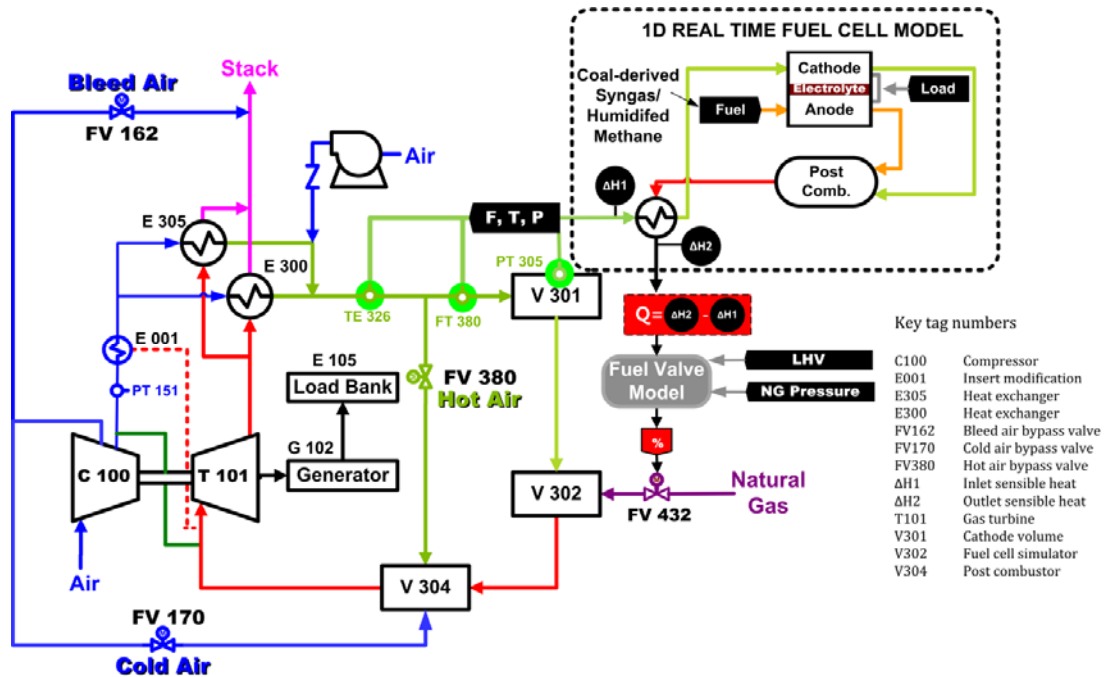 1D REAL TIME FUEL CELL MODEL
Cathode
Electrolyte
Anode
Load
Coal-derived
Syngas/
Humidifed
Methane
Fuel
Post
Comb.
Stack
Bleed Air
FV 162
Air
E 305
E 300
F, T, P
ΔH1
ΔH2
PT 305
V 301
TE 326
FT 380
E 001
PT 151
E 105
Load Bank
FV 380
Hot Air
G 102
Generator
C 100
T 101
Air
Q= ΔH2 - ΔH1
Fuel Valve
Model
LHV
NG Pressure
%
V 302
Natural
Gas
FV 432
V 304
FV 170
Cold Air
Key tag numbers
C100 Compressor
E001 Insert modification
E305 Heat exchanger
E300 Heat exchanger
FV162 Bleed air bypass valve
FV170 Cold air bypass valve
FV380 Hot air bypass valve
ΔH1 Inlet sensible heat
ΔH2 Outlet sensible heat
T101 Gas turbine
V301 Cathode volume
V302 Fuel cell simulator
V304 Post combustor